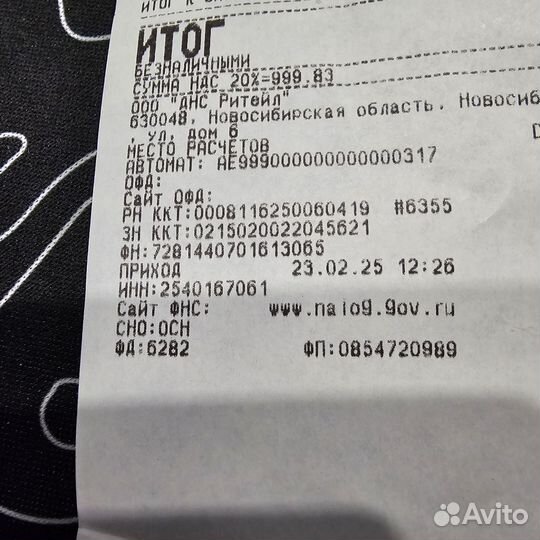 ИТОГ К
ИТОГ
БЕЗНАЛИЧНЫМИ
СУММА НДС 20%=999.83
ООО "ДНС Ритейл"
630048, Новосибирская область, Новосиб
, ул, дом 6
МЕСТО РАСЧЕТОВ
АВТОМАТ: АЕ999000000000000317
ОФД:
Сайт ОФД:
РН ККТ:0008116250060419 #6355
ЗН ККТ:0215020022045621
ФН:7281440701613065
ПРИХОД 23.02.25 12:26
ИНН:2540167061
Сайт ФНС: www.nalog.gov.ru
СНО:ОСН
ФД:6282 ФП:0854720989
Avito